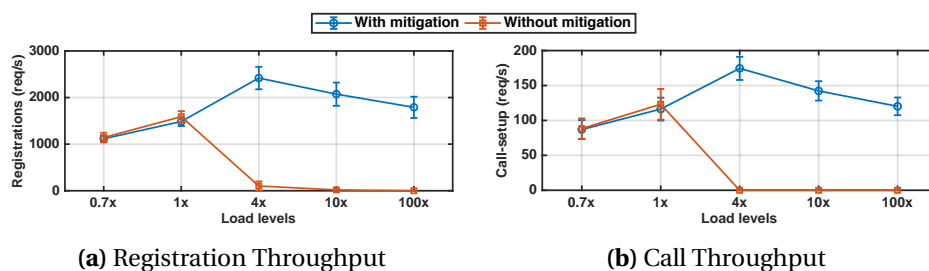 With mitigation Without mitigation
Registrations (req/s)
3000
2000
1000
0
0.7x 1x 4x 10x 100x
Load levels
(a) Registration Throughput
Call-setup (req/s)
200
150
100
50
0
0.7x 1x 4x 10x 100x
Load levels
(b) Call Throughput